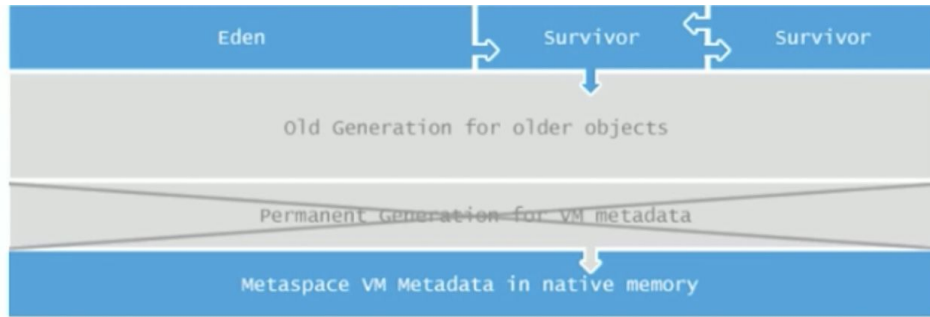 Eden
Survivor
Survivor
Old Generation for older objects
Permanent Generation for VM metadata
Metaspace VM Metadata in native memory